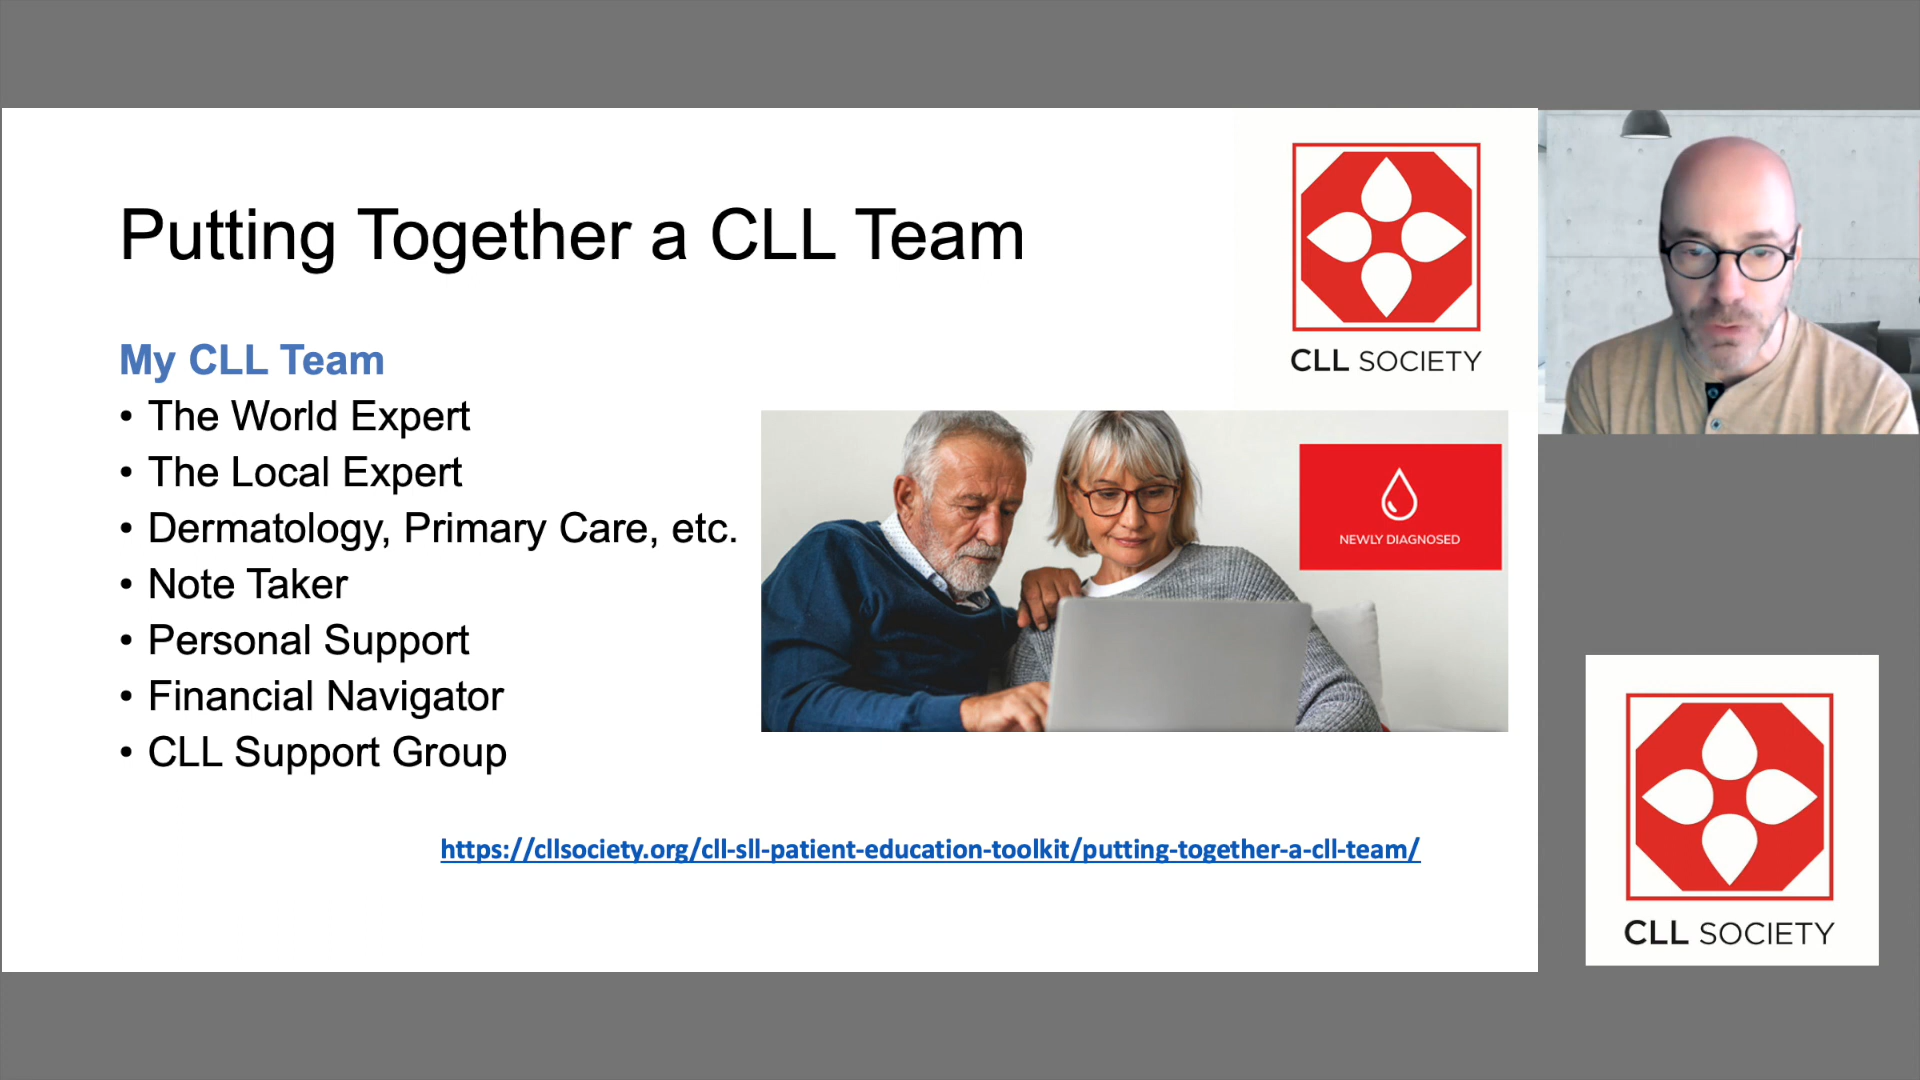 Putting Together a CLL Team
CLL SOCIETY
My CLL Team
• The World Expert
• The Local Expert
• Dermatology, Primary Care, etc.
• Note Taker
• Personal Support
• Financial Navigator
• CLL Support Group
NEWLY DIAGNOSED
https://cllsociety.org/cll-sll-patient-education-toolkit/putting-together-a-cll-team/
CLL SOCIETY